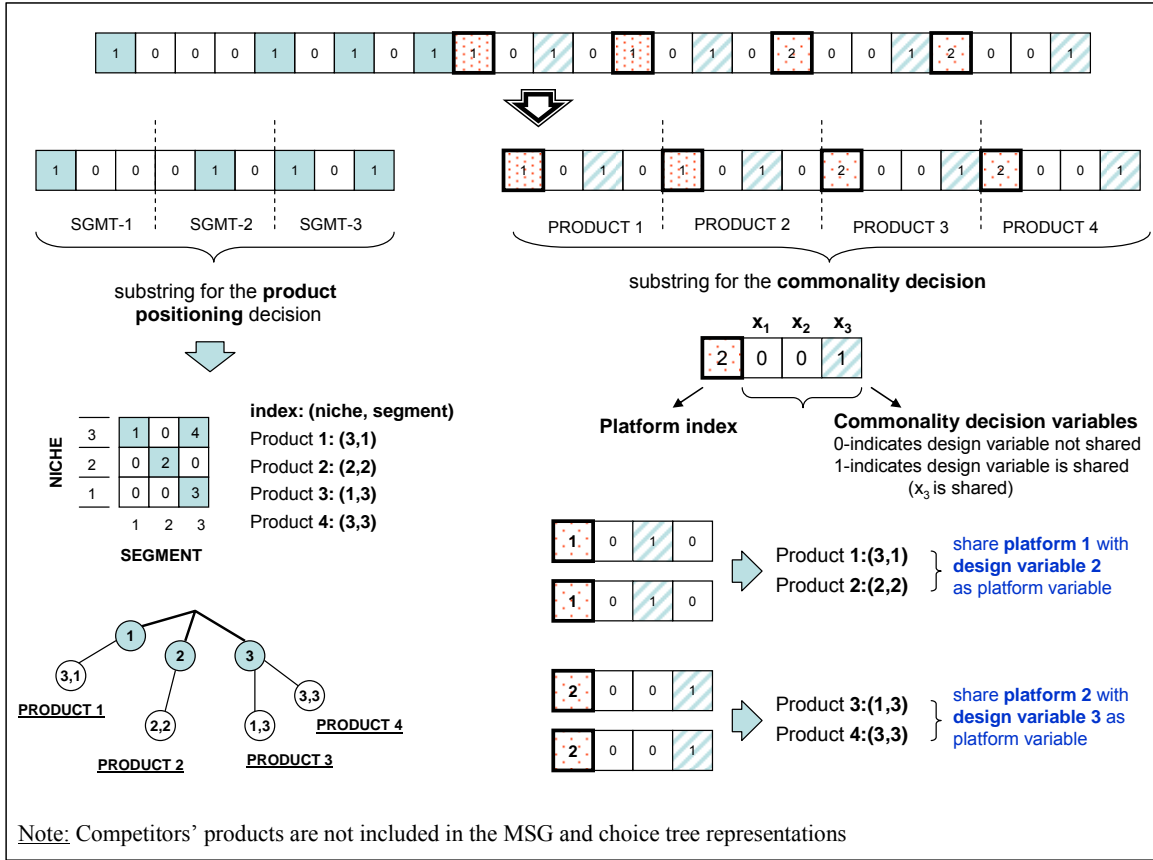 1 0 0 0 1 0 1 0 1 1 0 1 0 1 0 1 0 2 0 0 1 2 0 0 1
1 0 0 0 1 0 1 0 1
1 0 1 0 1 0 1 0 2 0 0 1 2 0 0 1
SGMT-1 SGMT-2 SGMT-3
PRODUCT 1 PRODUCT 2 PRODUCT 3 PRODUCT 4
substring for the product
positioning decision
substring for the commonality decision
x1 x2 x3
2 0 0 1
Platform index
Commonality decision variables
0-indicates design variable not shared
1-indicates design variable is shared
(x3 is shared)
NICHE
3 1 0 4
2 0 2 0
1 0 0 3
1 2 3
SEGMENT
index: (niche, segment)
Product 1: (3,1)
Product 2: (2,2)
Product 3: (1,3)
Product 4: (3,3)
1 0 1 0
1 0 1 0
Product 1:(3,1)
Product 2:(2,2)
share platform 1 with
design variable 2
as platform variable
1
2
3
3,1
3,3
2,2
1,3
PRODUCT 1
PRODUCT 4
PRODUCT 2
PRODUCT 3
2 0 0 1
2 0 0 1
Product 3:(1,3)
Product 4:(3,3)
share platform 2 with
design variable 3 as
platform variable
Note: Competitors’ products are not included in the MSG and choice tree representations